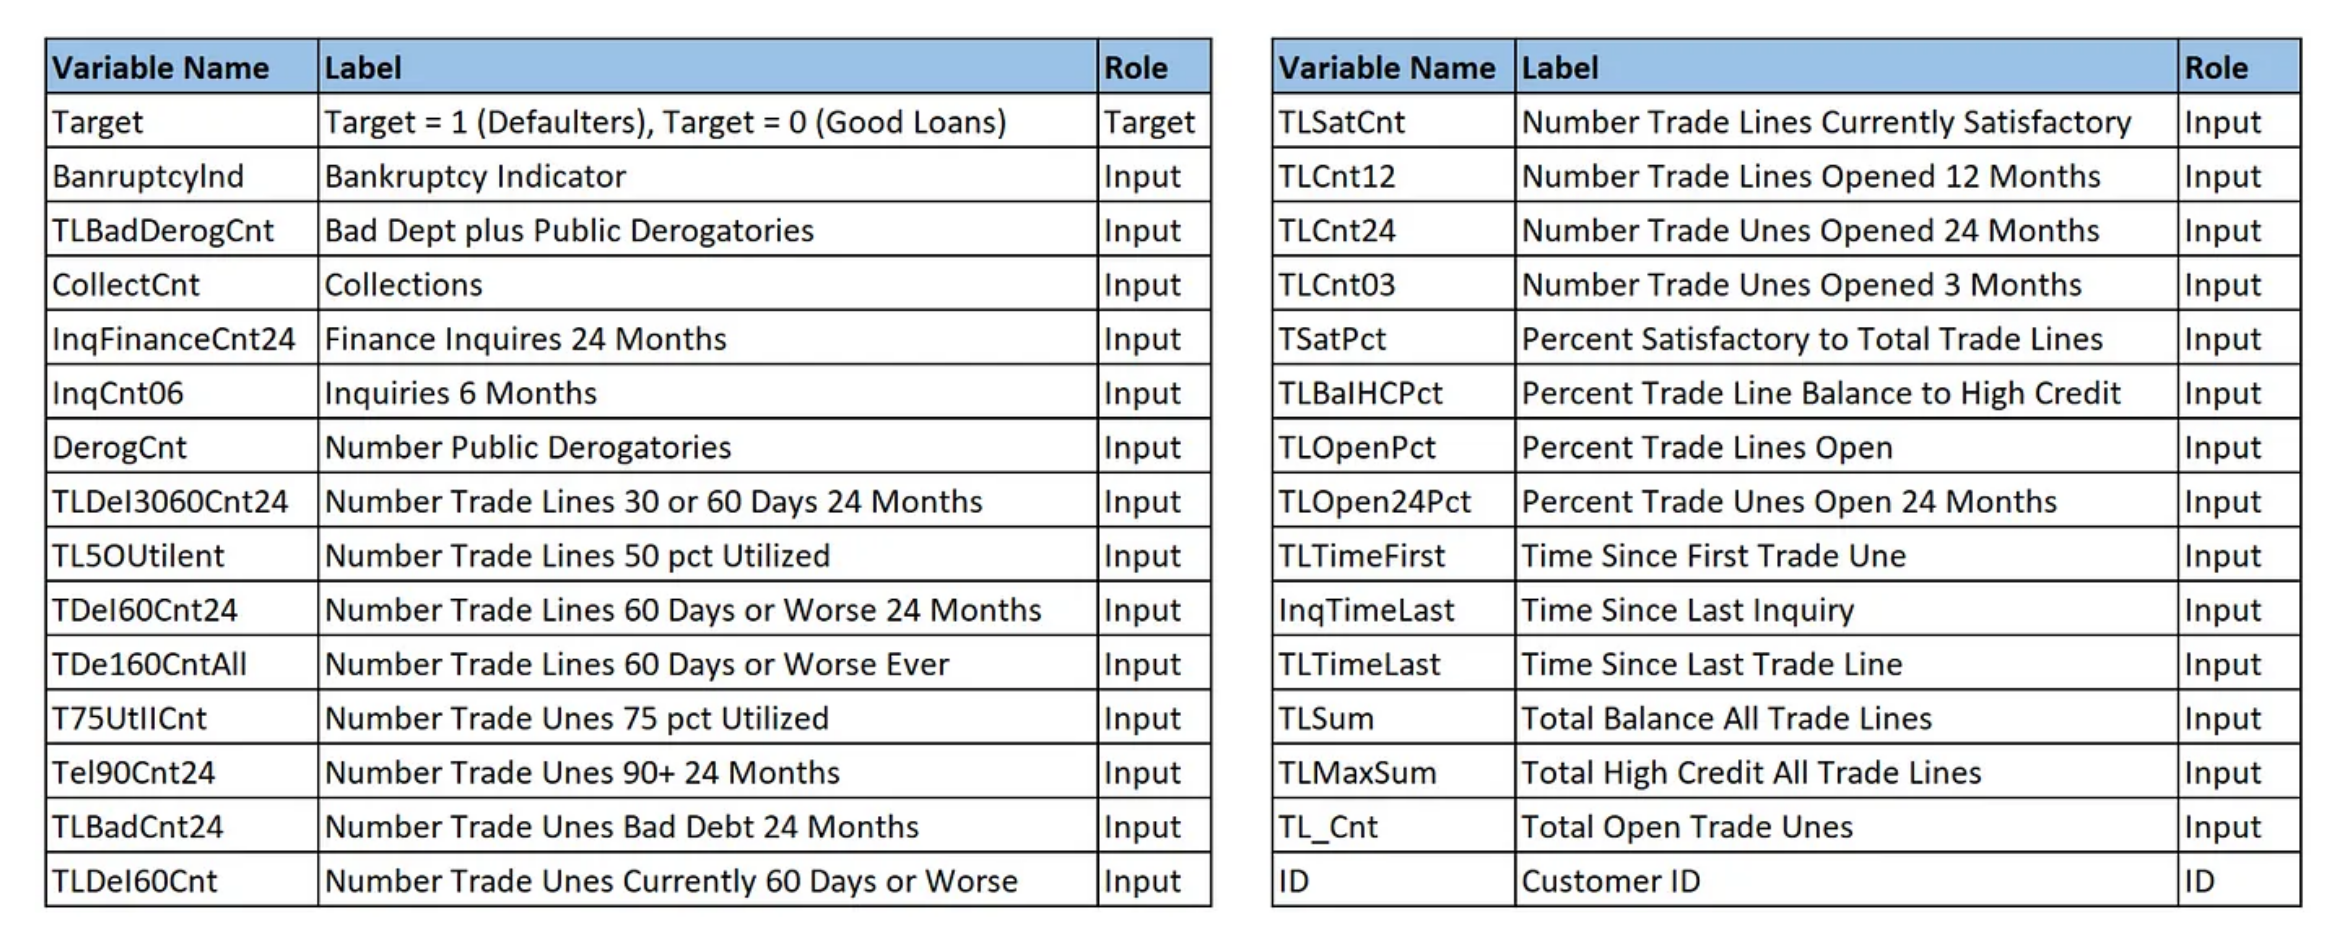 Variable Name Label Role
Target Target = 1 (Defaulters), Target = 0 (Good Loans) Target
BanruptcyInd Bankruptcy Indicator Input
TLBadDerogCnt Bad Dept plus Public Derogatories Input
CollectCnt Collections Input
InqFinanceCnt24 Finance Inquires 24 Months Input
InqCnt06 Inquiries 6 Months Input
DerogCnt Number Public Derogatories Input
TLDel3060Cnt24 Number Trade Lines 30 or 60 Days 24 Months Input
TL5OUtilent Number Trade Lines 50 pct Utilized Input
TDel60Cnt24 Number Trade Lines 60 Days or Worse 24 Months Input
TDe160CntAll Number Trade Lines 60 Days or Worse Ever Input
T75UtIICnt Number Trade Unes 75 pct Utilized Input
Tel90Cnt24 Number Trade Unes 90+ 24 Months Input
TLBadCnt24 Number Trade Unes Bad Debt 24 Months Input
TLDel60Cnt Number Trade Unes Currently 60 Days or Worse Input
Variable Name Label Role
TLSatCnt Number Trade Lines Currently Satisfactory Input
TLCnt12 Number Trade Lines Opened 12 Months Input
TLCnt24 Number Trade Unes Opened 24 Months Input
TLCnt03 Number Trade Unes Opened 3 Months Input
TSatPct Percent Satisfactory to Total Trade Lines Input
TLBalHCPct Percent Trade Line Balance to High Credit Input
TLOpenPct Percent Trade Lines Open Input
TLOpen24Pct Percent Trade Unes Open 24 Months Input
TLTimeFirst Time Since First Trade Une Input
InqTimeLast Time Since Last Inquiry Input
TLTimeLast Time Since Last Trade Line Input
TLSum Total Balance All Trade Lines Input
TLMaxSum Total High Credit All Trade Lines Input
TL_Cnt Total Open Trade Unes Input
ID Customer ID ID